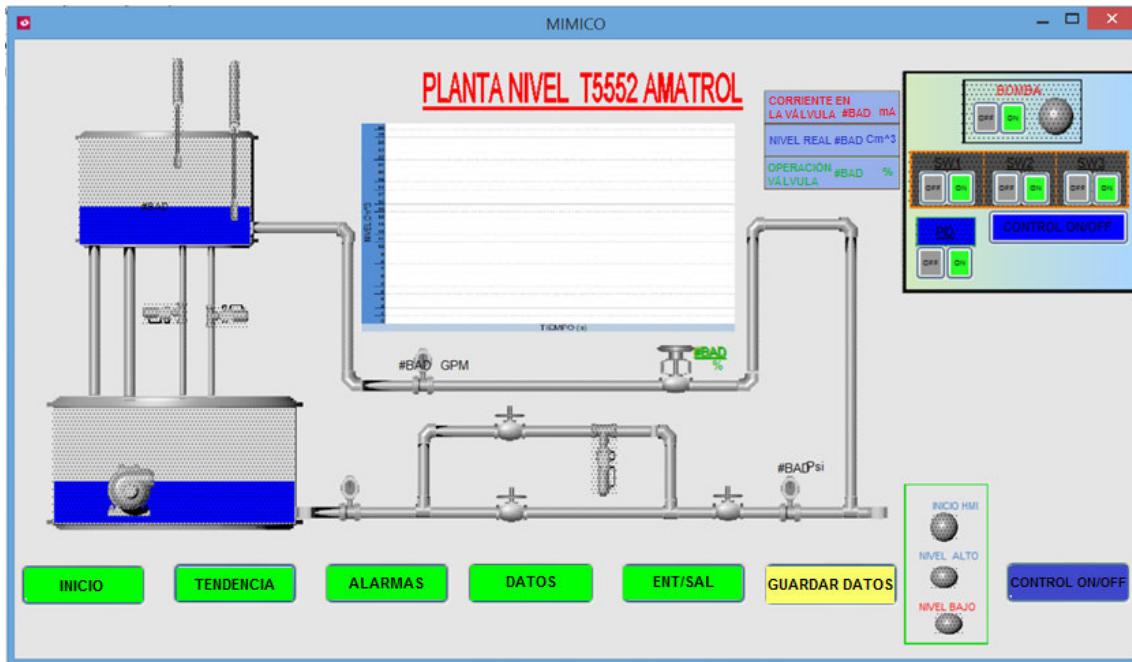 MIMICO
PLANTA NIVEL T5552 AMATROL
CORRIENTE EN
LA VÁLVULA #BAD mA
NIVEL REAL #BAD Cm^3
OPERACIÓN
VÁLVULA #BAD %
BOMBA
OFF ON
SW1 SW2 SW3
OFF ON OFF ON OFF ON
PID
CONTROL ON/OFF
OFF ON
#BAD
NIVEL Cm^3
TIEMPO (s)
#BAD GPM
#BAD
%
#BAD Psi
INICIO HMI
NIVEL ALTO
NIVEL BAJO
INICIO
TENDENCIA
ALARMAS
DATOS
ENT/SAL
GUARDAR DATOS
CONTROL ON/OFF